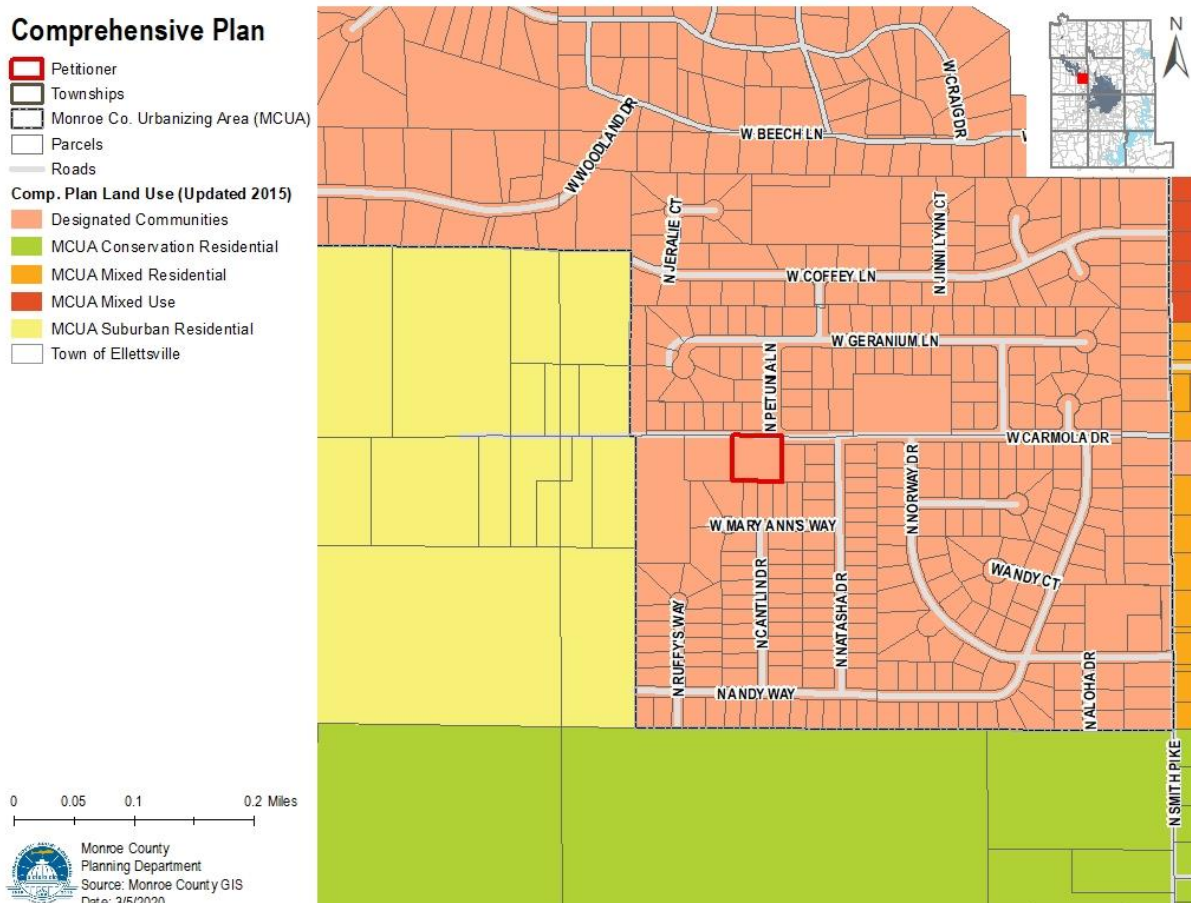 Comprehensive Plan
Petitioner
Townships
Monroe Co. Urbanizing Area (MCUA)
Parcels
Roads
Comp. Plan Land Use (Updated 2015)
Designated Communities
MCUA Conservation Residential
MCUA Mixed Residential
MCUA Mixed Use
MCUA Suburban Residential
Town of Ellettsville
0 0.05 0.1 0.2 Miles
Monroe County
Planning Department
Source: Monroe County GIS
Date: 3/5/2020
N
W CRAIG DR
W BEECH LN
W WOODLAND DR
N JERALIE CT
N JINNI LYNN CT
W COFFEY LN
W GERANIUM LN
N PETUNIA LN
W CARMOLA DR
N NORWAY DR
W MARY ANN'S WAY
N CANTLIN DR
N NATASHA DR
W ANDY CT
N RUFFY'S WAY
N ANDY WAY
N ALOHA DR
N SMITH PIKE